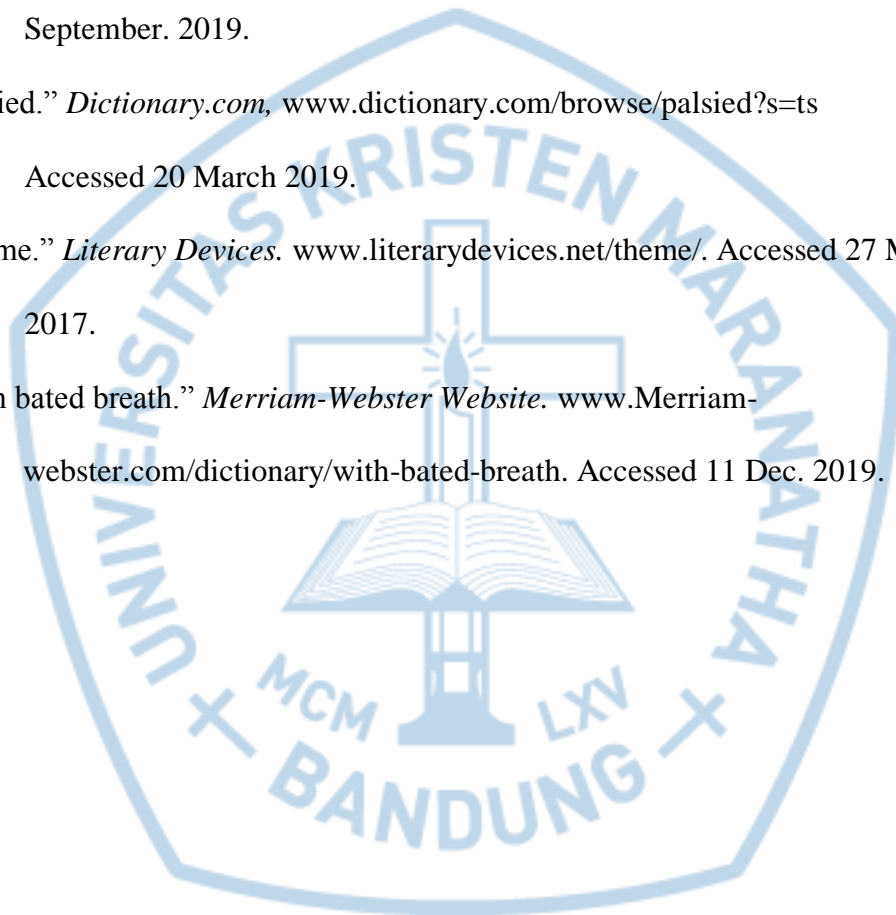 September. 2019.
ied.” Dictionary.com, www.dictionary.com/browse/palsied?s=ts
Accessed 20 March 2019.
me.” Literary Devices. www.literarydevices.net/theme/. Accessed 27 M
2017.
n bated breath.” Merriam-Webster Website. www.Merriam-
webster.com/dictionary/with-bated-breath. Accessed 11 Dec. 2019.
UNIVERSITAS KRISTEN MARANATHA
MCM LXV
BANDUNG